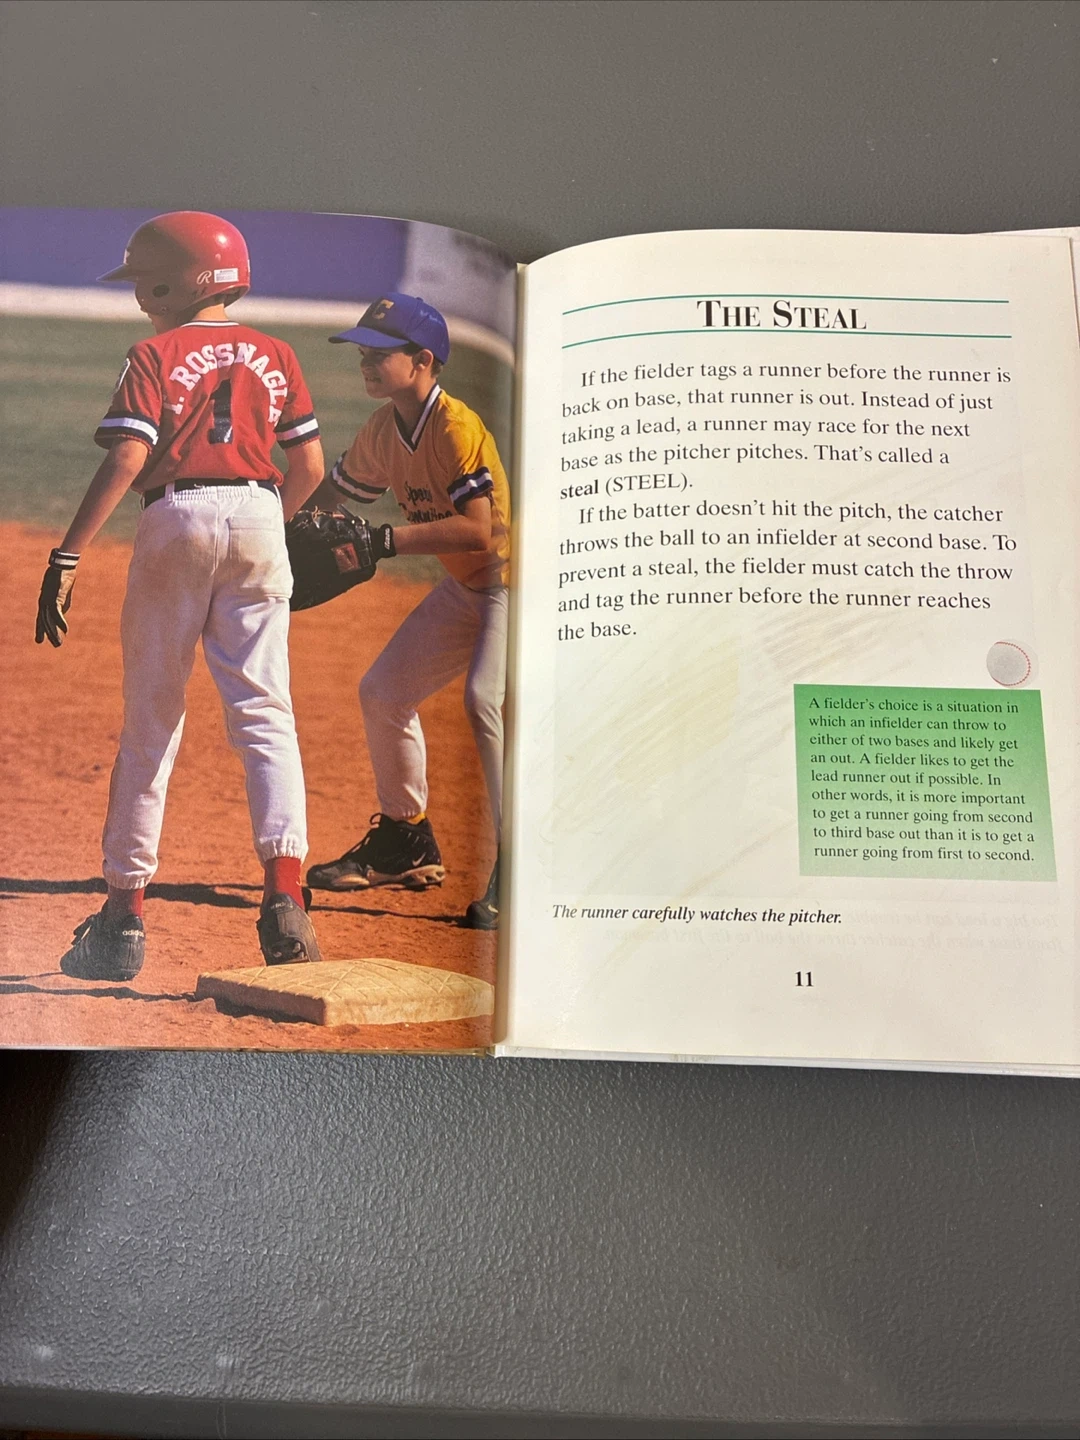 R
I. ROSSNAGLE
1
C
THE STEAL
If the fielder tags a runner before the runner is
back on base, that runner is out. Instead of just
taking a lead, a runner may race for the next
base as the pitcher pitches. That's called a
steal (STEEL).
If the batter doesn't hit the pitch, the catcher
throws the ball to an infielder at second base. To
prevent a steal, the fielder must catch the throw
and tag the runner before the runner reaches
the base.
A fielder's choice is a situation in
which an infielder can throw to
either of two bases and likely get
an out. A fielder likes to get the
lead runner out if possible. In
other words, it is more important
to get a runner going from second
to third base out than it is to get a
runner going from first to second.
The runner carefully watches the pitcher.
11
adidas